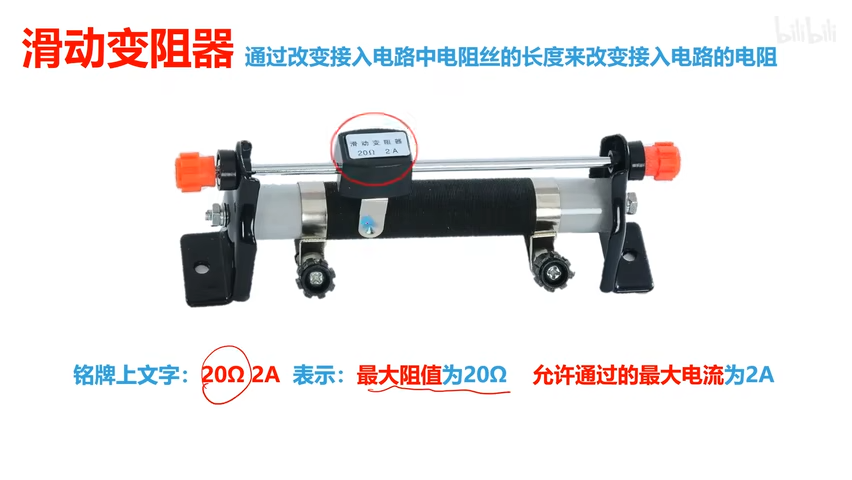 bilibili
滑动变阻器 通过改变接入电路中电阻丝的长度来改变接入电路的电阻
滑动变阻器
20Ω 2A
铭牌上文字：20Ω 2A 表示：最大阻值为20Ω 允许通过的最大电流为2A